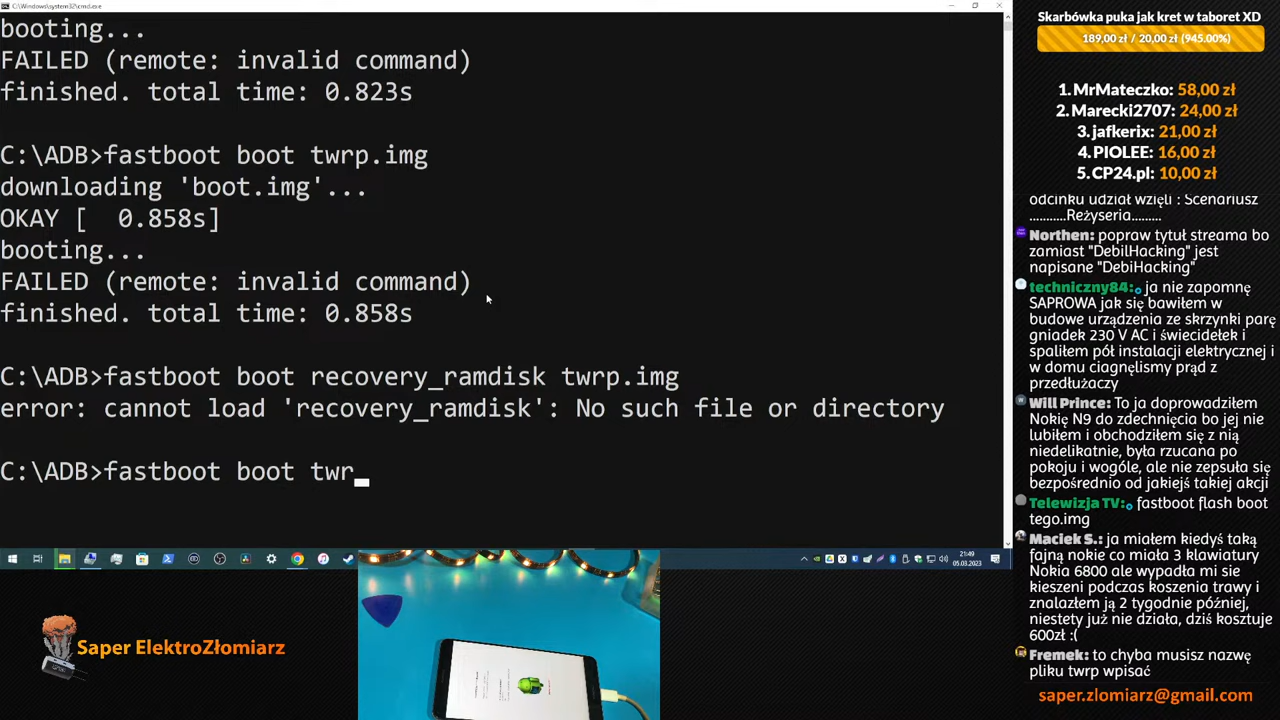 C:\Windows\system32\cmd.exe
booting...
FAILED (remote: invalid command)
finished. total time: 0.823s
C:\ADB>fastboot boot twrp.img
downloading 'boot.img'...
OKAY [  0.858s]
booting...
FAILED (remote: invalid command)
finished. total time: 0.858s
C:\ADB>fastboot boot recovery_ramdisk twrp.img
error: cannot load 'recovery_ramdisk': No such file or directory
C:\ADB>fastboot boot twr
21:49
05.03.2023
Saper ElektroZłomiarz
Skarbówka puka jak kret w taboret XD
189,00 zł / 20,00 zł (945.00%)
1. MrMateczko: 58,00 zł
2. Marecki2707: 24,00 zł
3. jafkerix: 21,00 zł
4. PIOLEE: 16,00 zł
5. CP24.pl: 10,00 zł
odcinku udział wzięli : Scenariusz
..........Reżyseria.........
Northen: popraw tytuł streama bo
zamiast "DebilHacking" jest
napisane "DebiHacking"
techniczny84: ja nie zapomnę
SAPROWA jak się bawiłem w
budowe urządzenia ze skrzynki parę
gniadek 230 V AC i świecidełek i
spaliłem pół instalacji elektrycznej i
w domu ciagnęlismy prąd z
przedłużaczy
Will Prince: To ja doprowadziłem
Nokię N9 do zdechnięcia bo jej nie
lubiłem i obchodziłem się z nią
niedelikatnie, była rzucana po
pokoju i wogóle, ale nie zepsuła się
bezpośrednio od jakiejś takiej akcji
Telewizja TV: fastboot flash boot
tego.img
Maciek S.: ja miałem kiedyś taką
fajną nokie co miała 3 klawiatury
Nokia 6800 ale wypadła mi sie
kieszeni podczas koszenia trawy i
znalazłem ją 2 tygodnie później,
niestety już nie działa, dziś kosztuje
600zł :(
Fremek: to chyba musisz nazwę
pliku twrp wpisać
saper.zlomiarz@gmail.com